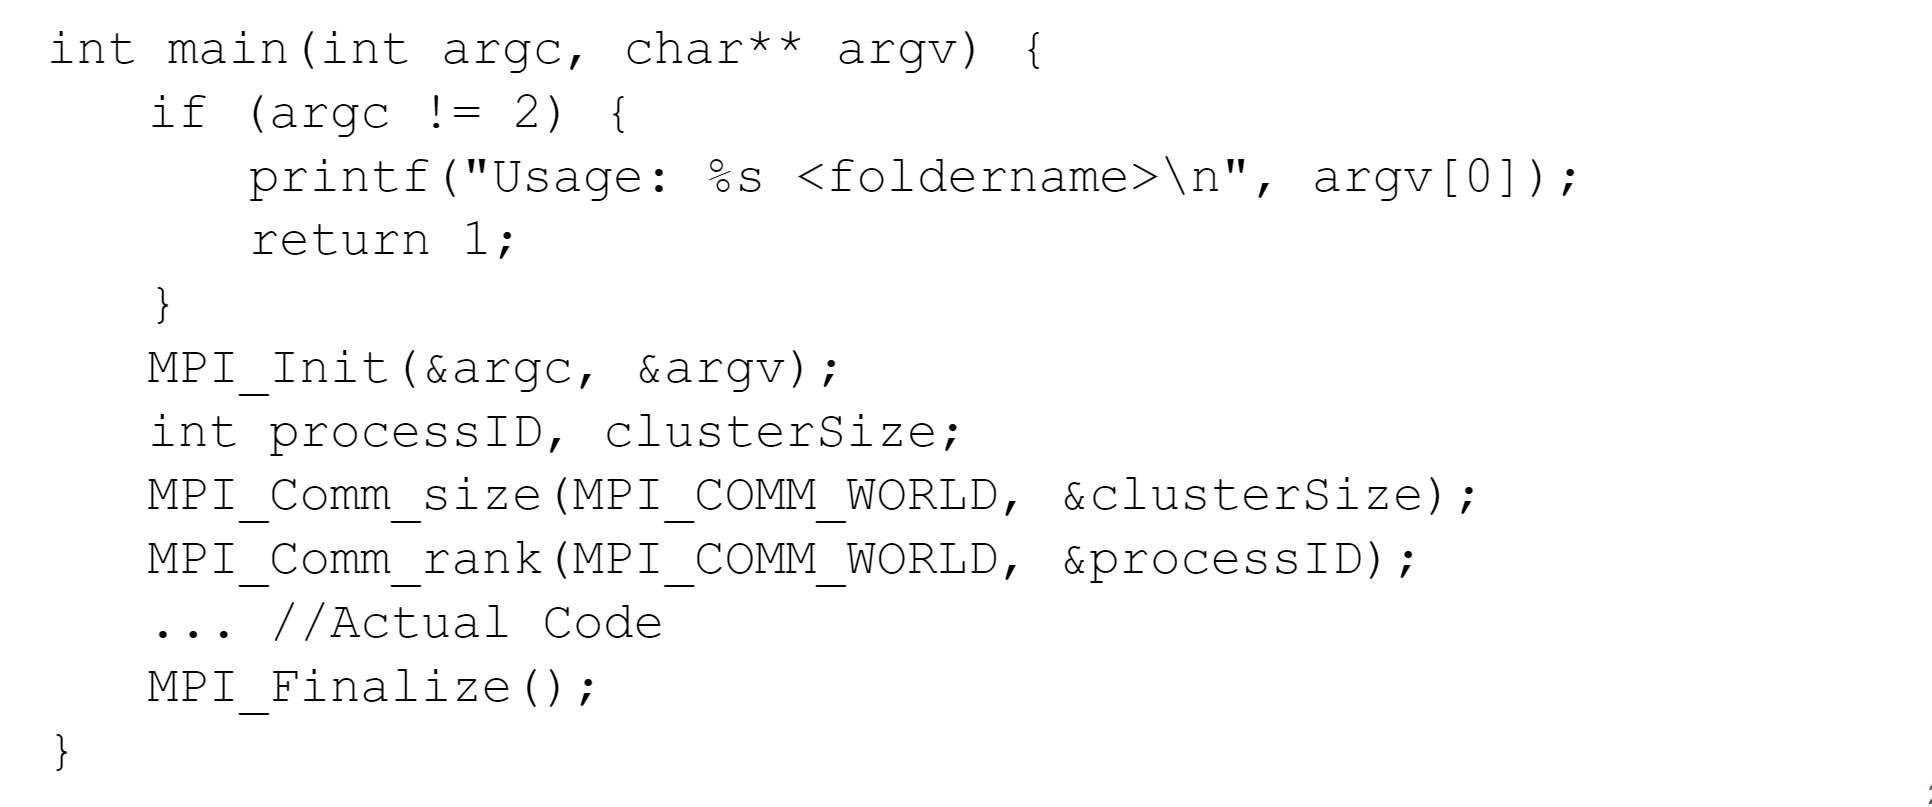 int main(int argc, char** argv) {
    if (argc != 2) {
        printf("Usage: %s <foldername>\n", argv[0]);
        return 1;
    }
    MPI_Init(&argc, &argv);
    int processID, clusterSize;
    MPI_Comm_size(MPI_COMM_WORLD, &clusterSize);
    MPI_Comm_rank(MPI_COMM_WORLD, &processID);
    ... //Actual Code
    MPI_Finalize();
}